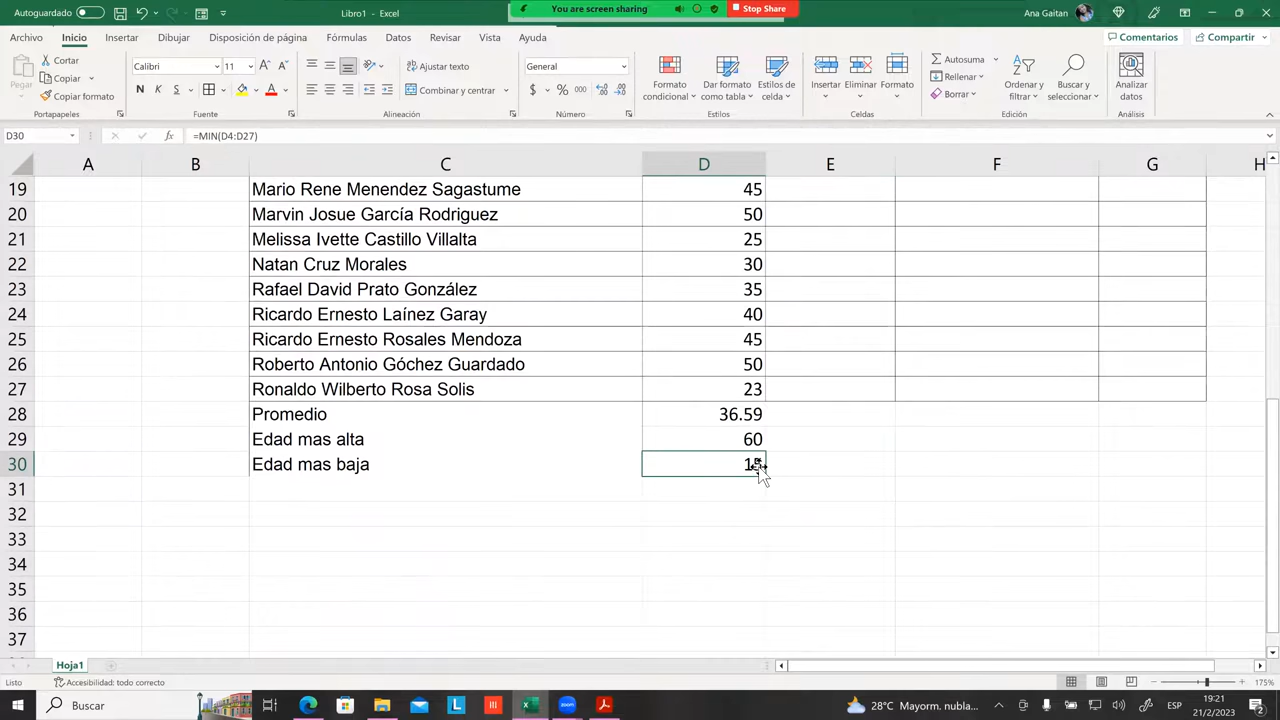 Autoguardado
Libro1 - Excel
You are screen sharing
Stop Share
Ana Gaitan
Archivo Inicio Insertar Dibujar Disposición de página Fórmulas Datos Revisar Vista Ayuda
Comentarios Compartir
Pegar
Cortar
Copiar
Copiar formato
Portapapeles
Calibri 11
N K S
Fuente
Ajustar texto
Combinar y centrar
Alineación
General
$ % 000
Número
Formato condicional
Dar formato como tabla
Estilos de celda
Estilos
Insertar Eliminar Formato
Celdas
Autosuma
Rellenar
Borrar
Ordenar y filtrar
Buscar y seleccionar
Edición
Analizar datos
Análisis
D30 fx =MIN(D4:D27)
A B C D E F G H
19 Mario Rene Menendez Sagastume 45
20 Marvin Josue García Rodriguez 50
21 Melissa Ivette Castillo Villalta 25
22 Natan Cruz Morales 30
23 Rafael David Prato González 35
24 Ricardo Ernesto Laínez Garay 40
25 Ricardo Ernesto Rosales Mendoza 45
26 Roberto Antonio Góchez Guardado 50
27 Ronaldo Wilberto Rosa Solis 23
28 Promedio 36.59
29 Edad mas alta 60
30 Edad mas baja
31
32
33
34
35
36
37
Hoja1
Listo
Accesibilidad: todo correcto
175%
Buscar
28°C Mayorm. nubla...
ESP
19:21
21/2/2023